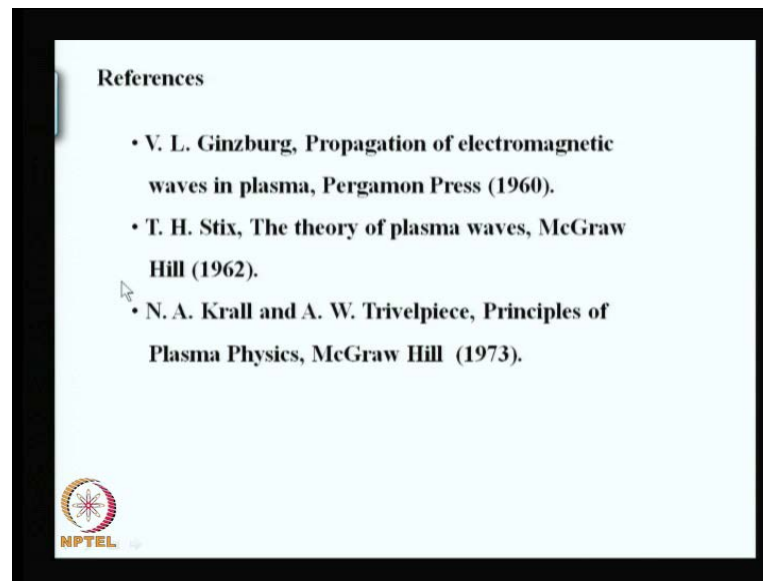 References
• V. L. Ginzburg, Propagation of electromagnetic
waves in plasma, Pergamon Press (1960).
• T. H. Stix, The theory of plasma waves, McGraw
Hill (1962).
• N. A. Krall and A. W. Trivelpiece, Principles of
Plasma Physics, McGraw Hill (1973).
NPTEL